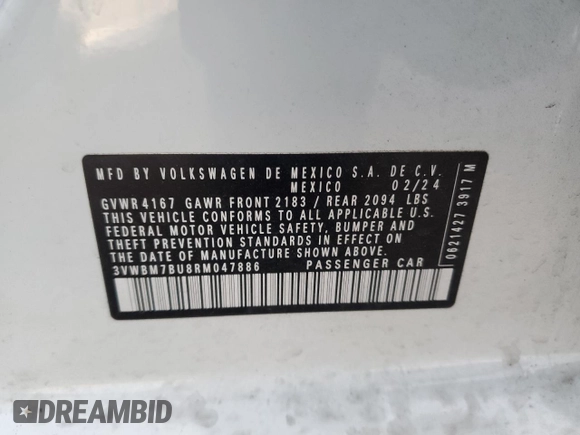 MFD BY VOLKSWAGEN DE MEXICO S.A. DE C.V.
MEXICO 02/24
GVWR 4167 GAWR FRONT 2183 / REAR 2094 LBS
THIS VEHICLE CONFORMS TO ALL APPLICABLE U.S.
FEDERAL MOTOR VEHICLE SAFETY, BUMPER AND
THEFT PREVENTION STANDARDS IN EFFECT ON
THE DATE OF MANUFACTURE SHOWN ABOVE.
3VWBM7BU8RM047886 PASSENGER CAR
0621427 3917 M
DREAMBID